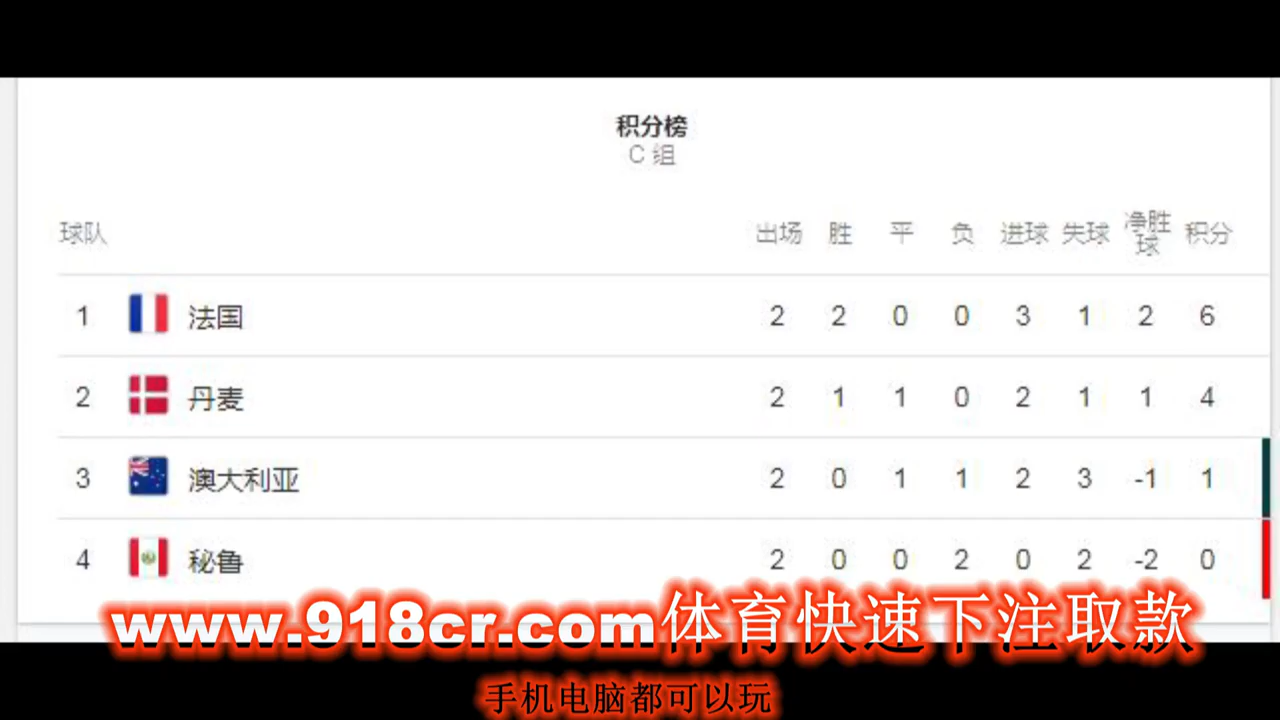 积分榜
C 组
球队 出场 胜 平 负 进球 失球 净胜球 积分
1 法国 2 2 0 0 3 1 2 6
2 丹麦 2 1 1 0 2 1 1 4
3 澳大利亚 2 0 1 1 2 3 -1 1
4 秘鲁 2 0 0 2 0 2 -2 0
www.918cr.com体育快速下注取款
手机电脑都可以玩